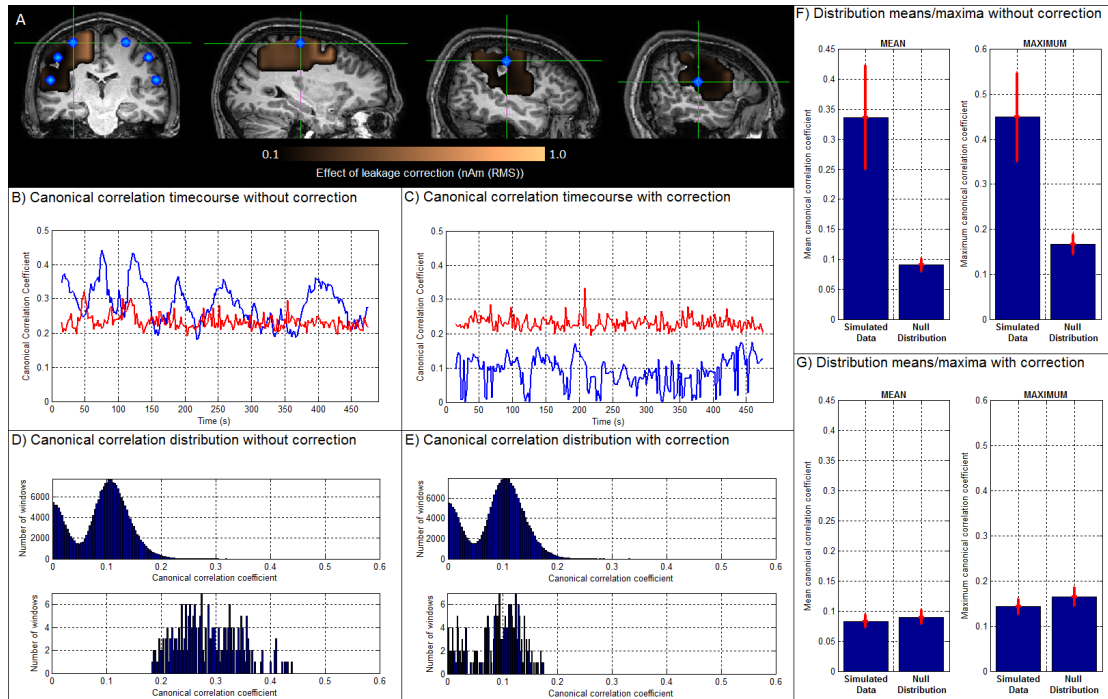 A
0.1 1.0
Effect of leakage correction (nAm (RMS))
B) Canonical correlation timecourse without correction
0.5
0.4
0.3
0.2
0.1
0
Canonical Correlation Coefficient
0 50 100 150 200 250 300 350 400 450
Time (s)
C) Canonical correlation timecourse with correction
0.5
0.4
0.3
0.2
0.1
0
Canonical Correlation Coefficient
0 50 100 150 200 250 300 350 400 450
Time (s)
D) Canonical correlation distribution without correction
6000
4000
2000
0
Number of windows
0 0.1 0.2 0.3 0.4 0.5 0.6
Canonical correlation coefficient
6
4
2
0
Number of windows
0 0.1 0.2 0.3 0.4 0.5 0.6
Canonical correlation coefficient
E) Canonical correlation distribution with correction
6000
4000
2000
0
Number of windows
0 0.1 0.2 0.3 0.4 0.5 0.6
Canonical correlation coefficient
6
4
2
0
Number of windows
0 0.1 0.2 0.3 0.4 0.5 0.6
Canonical correlation coefficient
F) Distribution means/maxima without correction
MEAN
0.45
0.4
0.35
0.3
0.25
0.2
0.15
0.1
0.05
0
Mean canonical correlation coefficient
Simulated Null
Data Distribution
MAXIMUM
0.6
0.5
0.4
0.3
0.2
0.1
0
Maximum canonical correlation coefficient
Simulated Null
Data Distribution
G) Distribution means/maxima with correction
MEAN
0.45
0.4
0.35
0.3
0.25
0.2
0.15
0.1
0.05
0
Mean canonical correlation coefficient
Simulated Null
Data Distribution
MAXIMUM
0.6
0.5
0.4
0.3
0.2
0.1
0
Maximum canonical correlation coefficient
Simulated Null
Data Distribution